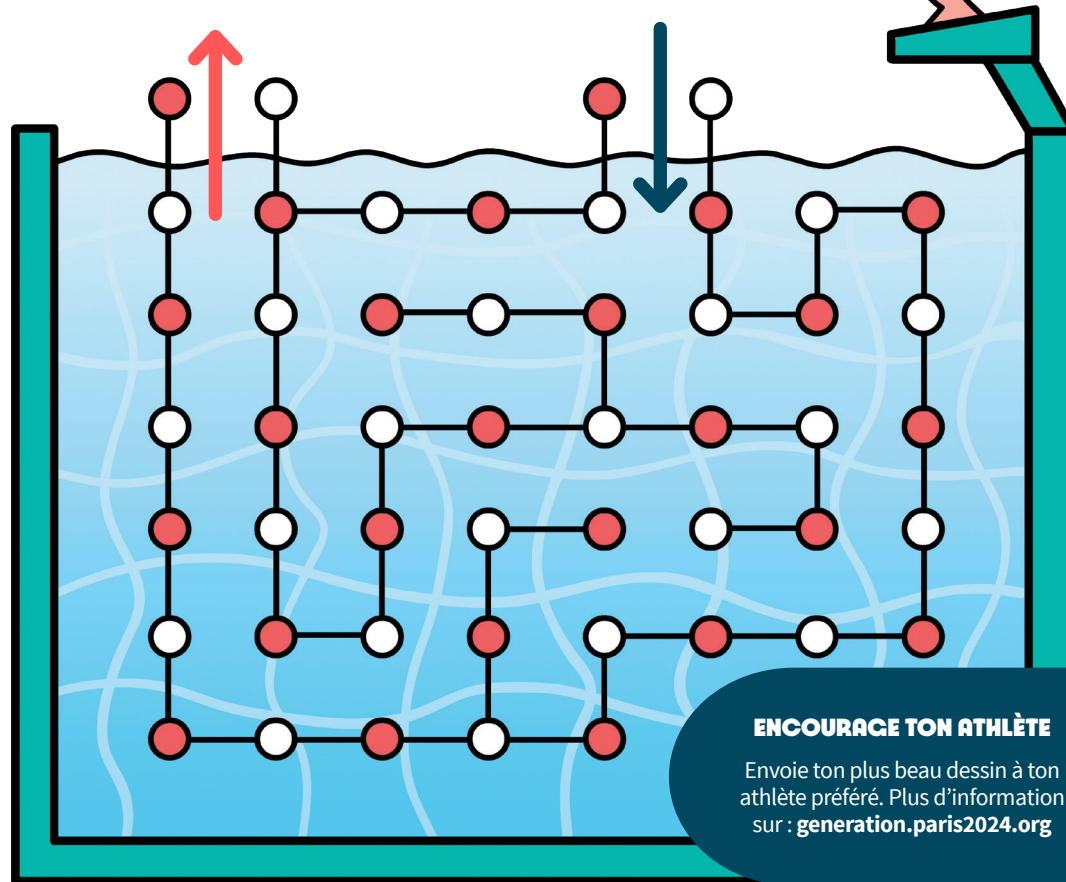 ENCOURAGE TON ATHLÈTE
Envoie ton plus beau dessin à ton
athlète préféré. Plus d’information
sur : generation.paris2024.org